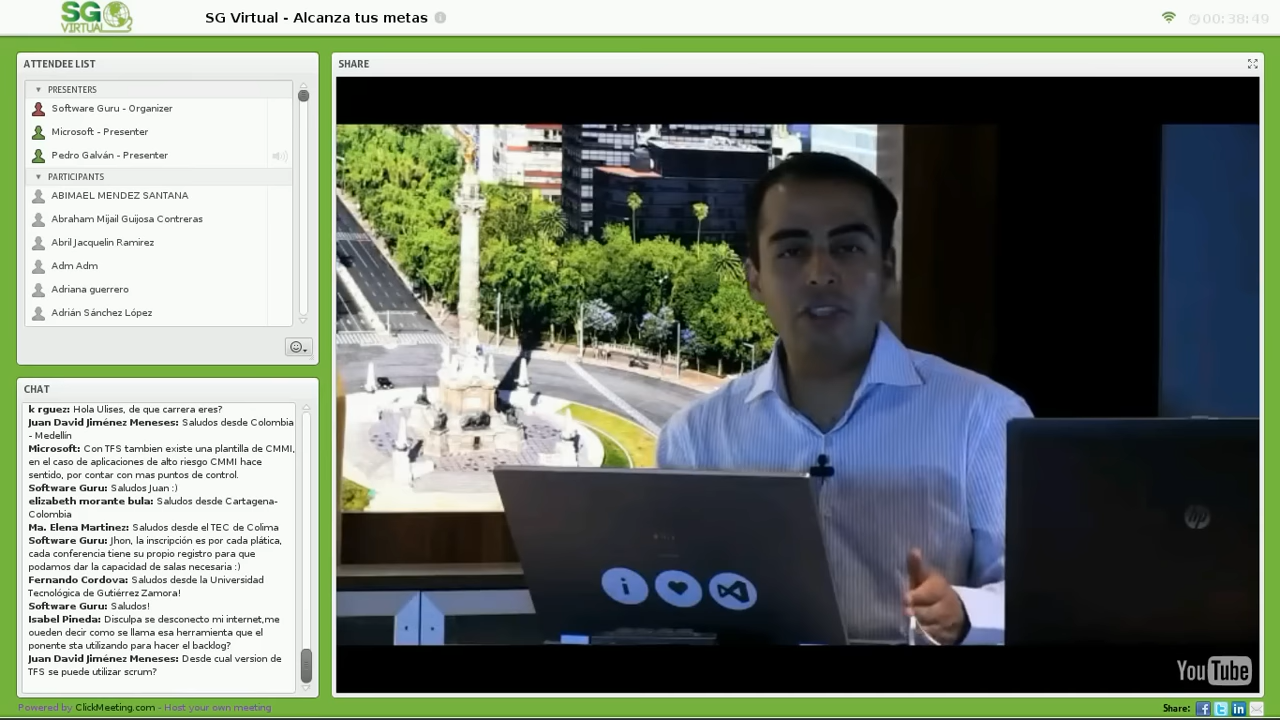 SG
VIRTUAL
SG Virtual - Alcanza tus metas
00:38:49
ATTENDEE LIST
PRESENTERS
Software Guru - Organizer
Microsoft - Presenter
Pedro Galván - Presenter
PARTICIPANTS
ABIMAEL MENDEZ SANTANA
Abraham Mijail Guijosa Contreras
Abril Jacquelin Ramirez
Adm Adm
Adriana guerrero
Adrián Sánchez López
CHAT
k rguez: Hola Ulises, de que carrera eres?
Juan David Jiménez Meneses: Saludos desde Colombia
- Medellín
Microsoft: Con TFS tambien existe una plantilla de CMMI,
en el caso de aplicaciones de alto riesgo CMMI hace
sentido, por contar con mas puntos de control.
Software Guru: Saludos Juan :)
elizabeth morante bula: Saludos desde Cartagena-
Colombia
Ma. Elena Martinez: Saludos desde el TEC de Colima
Software Guru: Jhon, la inscripción es por cada plática,
cada conferencia tiene su propio registro para que
podamos dar la capacidad de salas necesaria :)
Fernando Cordova: Saludos desde la Universidad
Tecnológica de Gutiérrez Zamora!
Software Guru: Saludos!
Isabel Pineda: Disculpa se desconecto mi internet,me
oueden decir como se llama esa herramienta que el
ponente sta utilizando para hacer el backlog?
Juan David Jiménez Meneses: Desde cual version de
TFS se puede utilizar scrum?
SHARE
hp
YouTube
Powered by ClickMeeting.com - Host your own meeting
Share: